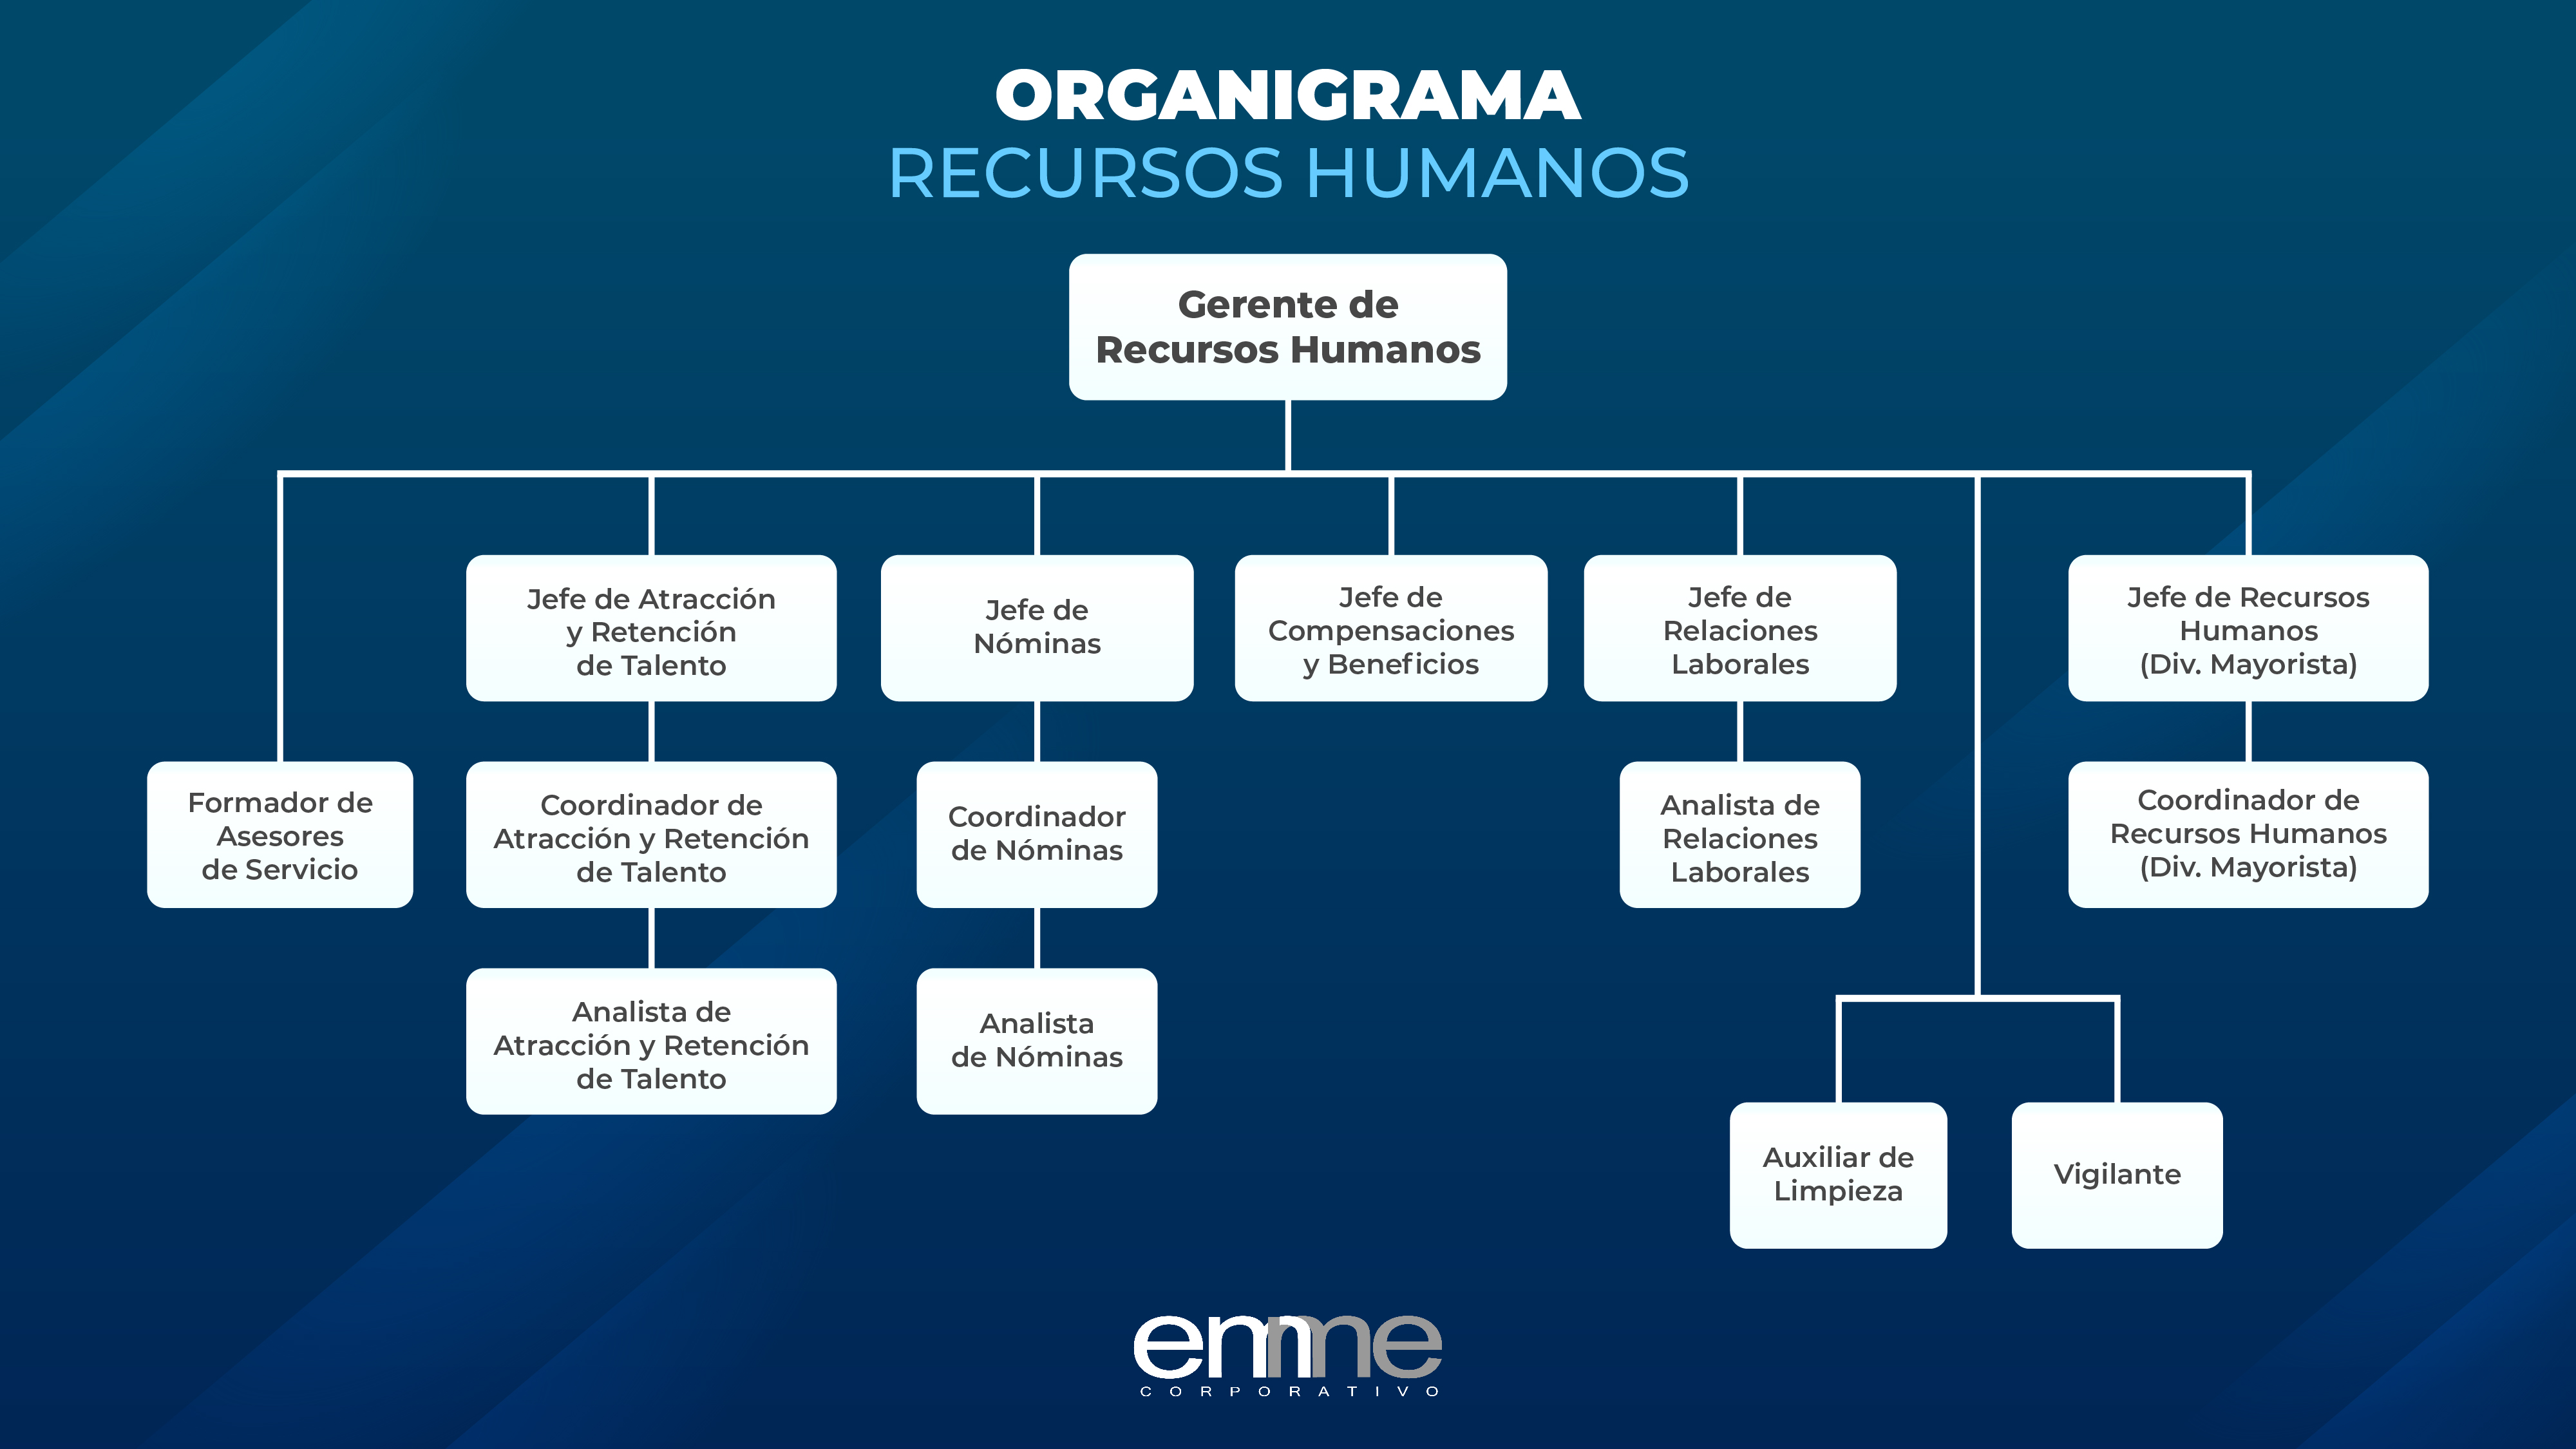 ORGANIGRAMA
RECURSOS HUMANOS
Gerente de
Recursos Humanos
Jefe de Atracción
y Retención
de Talento
Jefe de
Nóminas
Jefe de
Compensaciones
y Beneficios
Jefe de
Relaciones
Laborales
Jefe de Recursos
Humanos
(Div. Mayorista)
Formador de
Asesores
de Servicio
Coordinador de
Atracción y Retención
de Talento
Coordinador
de Nóminas
Analista de
Relaciones
Laborales
Coordinador de
Recursos Humanos
(Div. Mayorista)
Analista de
Atracción y Retención
de Talento
Analista
de Nóminas
Auxiliar de
Limpieza
Vigilante
emme
CORPORATIVO